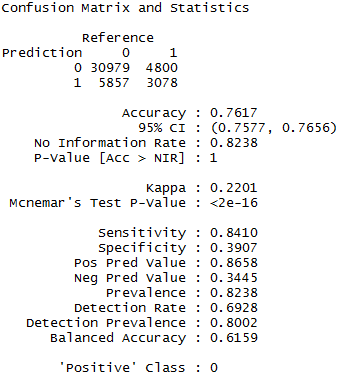 Confusion Matrix and Statistics
Reference
Prediction 0 1
0 30979 4800
1 5857 3078
Accuracy : 0.7617
95% CI : (0.7577, 0.7656)
No Information Rate : 0.8238
P-Value [Acc > NIR] : 1
Kappa : 0.2201
Mcnemar's Test P-Value : <2e-16
Sensitivity : 0.8410
Specificity : 0.3907
Pos Pred Value : 0.8658
Neg Pred Value : 0.3445
Prevalence : 0.8238
Detection Rate : 0.6928
Detection Prevalence : 0.8002
Balanced Accuracy : 0.6159
'Positive' Class : 0